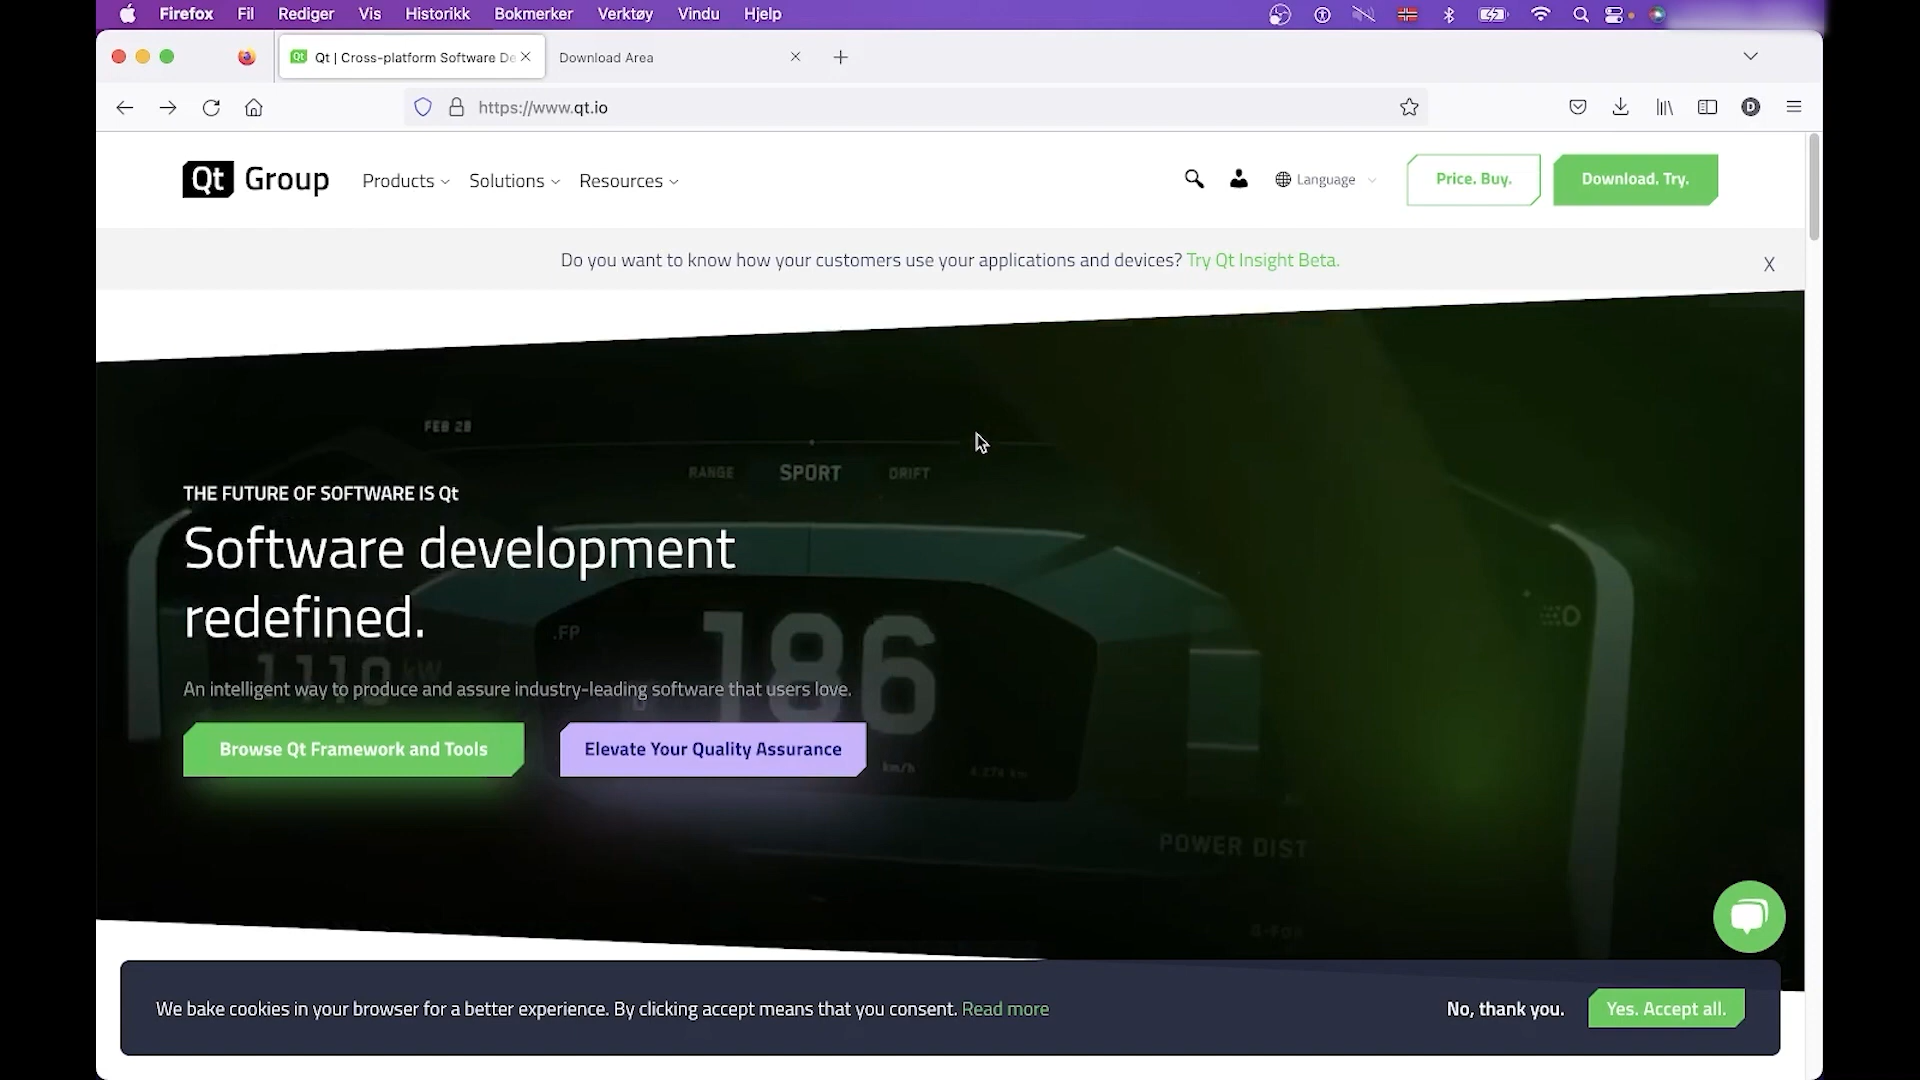 Firefox Fil Rediger Vis Historikk Bokmerker Verktøy Vindu Hjelp
Qt | Cross-platform Software De
Download Area
https://www.qt.io
Qt Group Products Solutions Resources Language Price. Buy. Download. Try.
Do you want to know how your customers use your applications and devices? Try Qt Insight Beta. X
FEB 28
RANGE SPORT DRIFT
THE FUTURE OF SOFTWARE IS Qt
Software development
redefined.
.FP
186
1110 kW
An intelligent way to produce and assure industry-leading software that users love.
Browse Qt Framework and Tools
Elevate Your Quality Assurance
km/h
POWER DIST
We bake cookies in your browser for a better experience. By clicking accept means that you consent. Read more
No, thank you. Yes. Accept all.